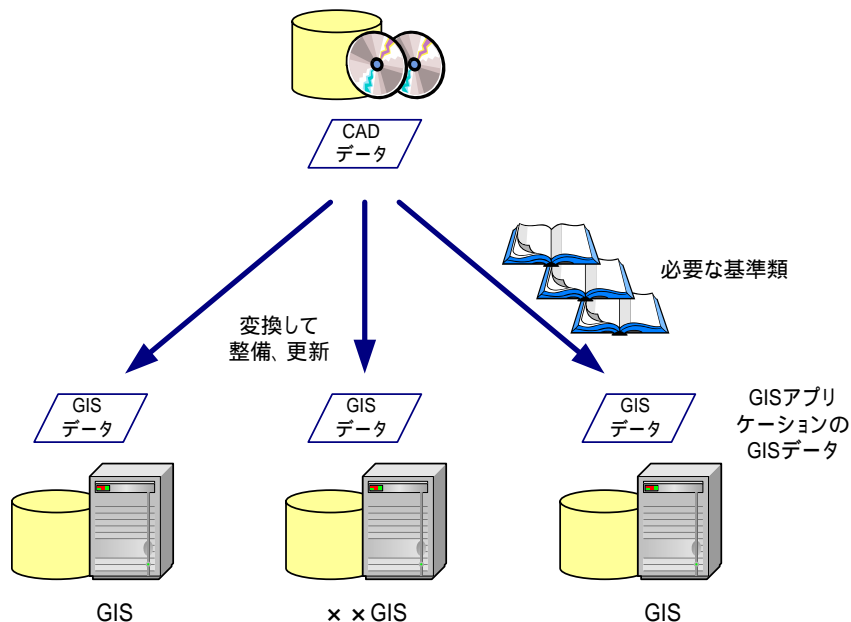 CAD
データ
必要な基準類
変換して
整備、更新
GIS
データ
GIS
データ
GIS
データ
GISアプリ
ケーションの
GISデータ
GIS
××GIS
GIS